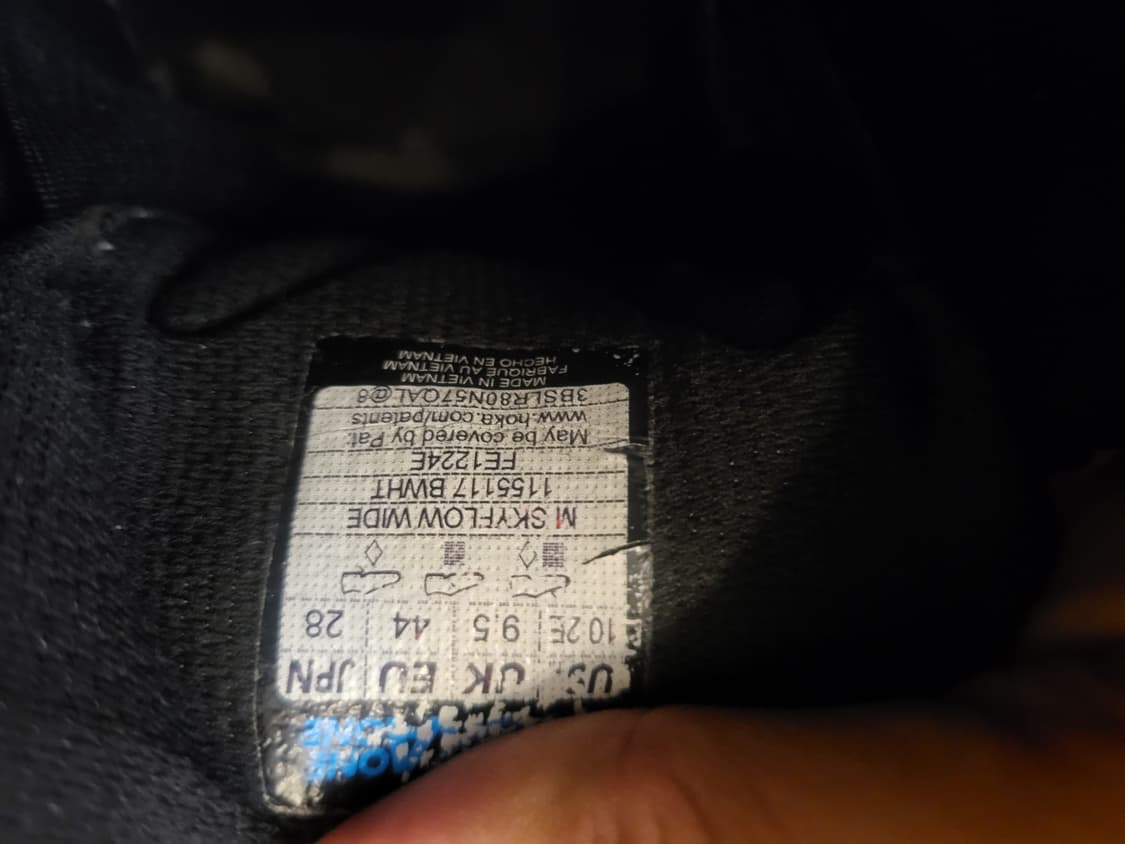 US UK EU JPN
10 2E 9.5 44 28
M SKYFLOW WIDE
1155117 BWHT
FE1224E
May be covered by Pat.
www.hoka.com/patents
3BSLR80N57QAL@8
MADE IN VIETNAM
FABRIQUE AU VIETNAM
HECHO EN VIETNAM